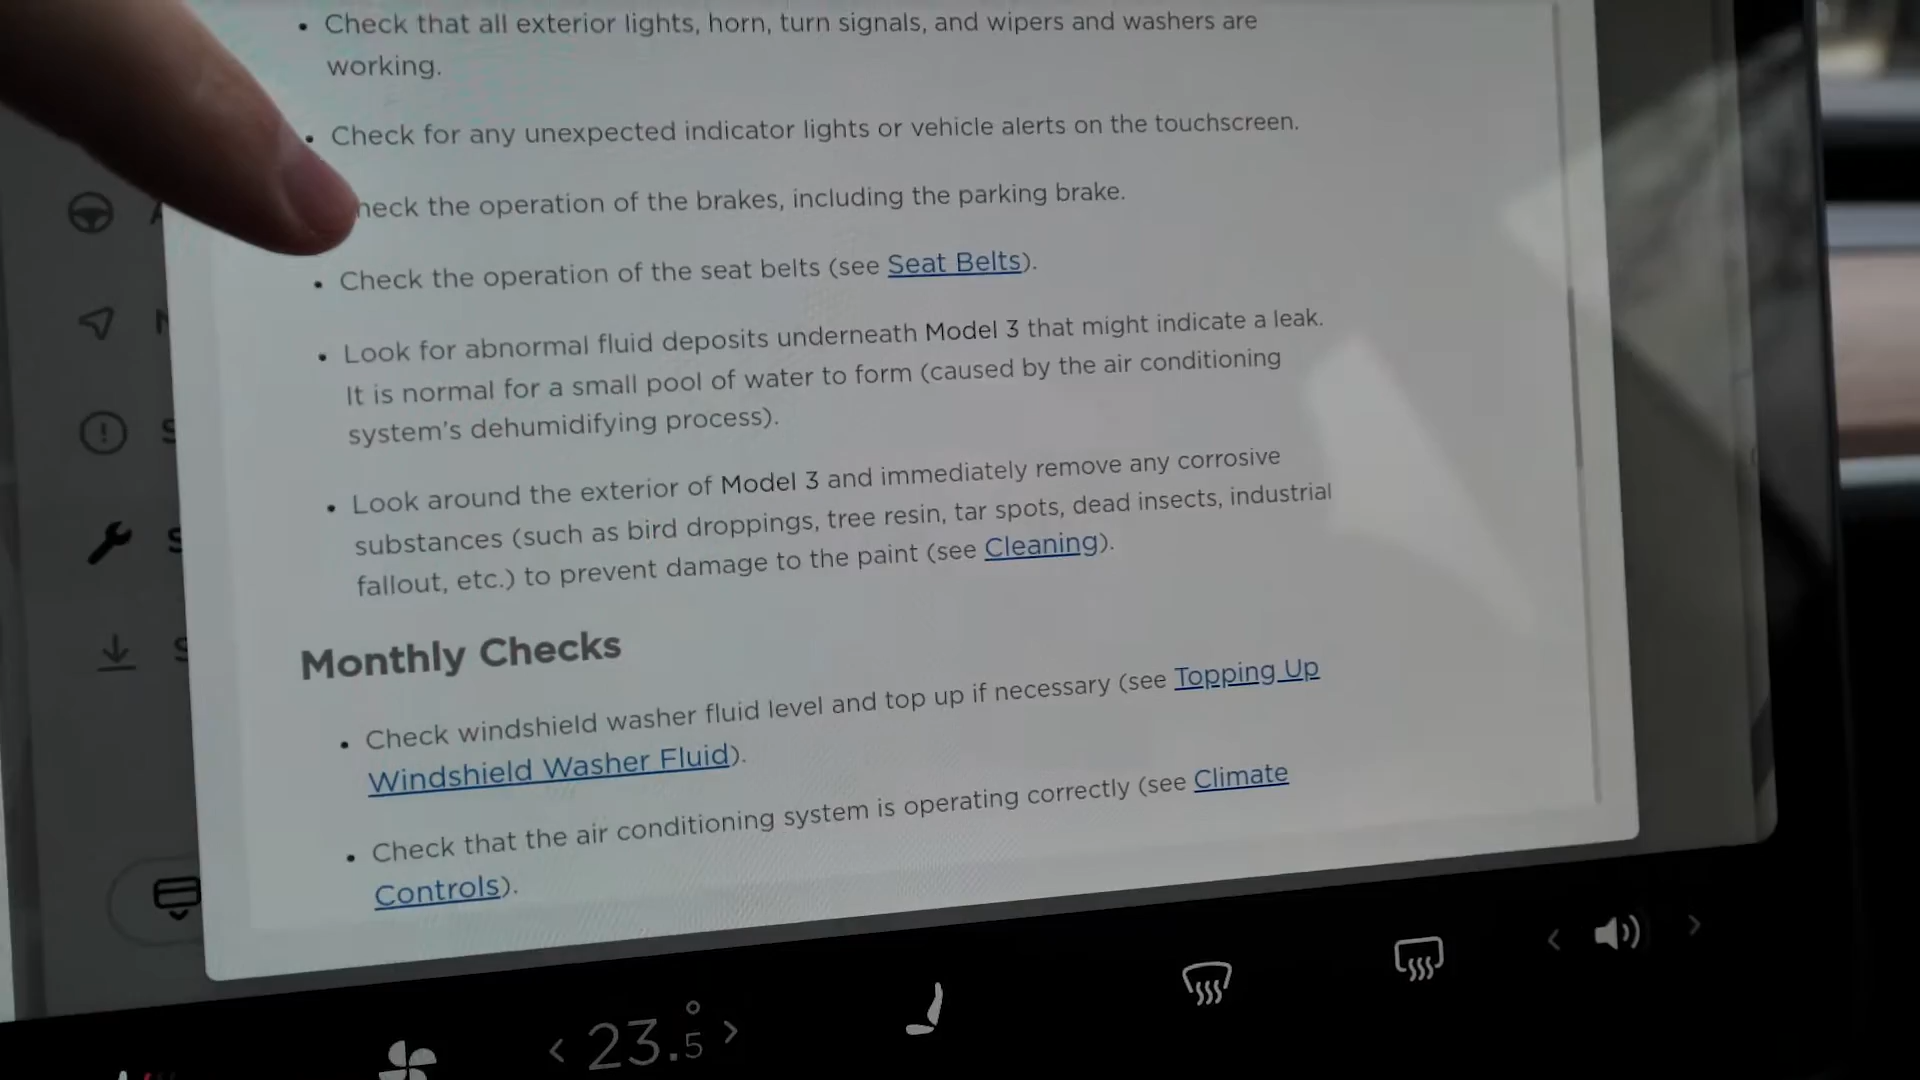 • Check that all exterior lights, horn, turn signals, and wipers and washers are
working.
• Check for any unexpected indicator lights or vehicle alerts on the touchscreen.
heck the operation of the brakes, including the parking brake.
• Check the operation of the seat belts (see Seat Belts).
• Look for abnormal fluid deposits underneath Model 3 that might indicate a leak.
It is normal for a small pool of water to form (caused by the air conditioning
system's dehumidifying process).
• Look around the exterior of Model 3 and immediately remove any corrosive
substances (such as bird droppings, tree resin, tar spots, dead insects, industrial
fallout, etc.) to prevent damage to the paint (see Cleaning).
Monthly Checks
• Check windshield washer fluid level and top up if necessary (see Topping Up
Windshield Washer Fluid).
• Check that the air conditioning system is operating correctly (see Climate
Controls).
< 23.5° >